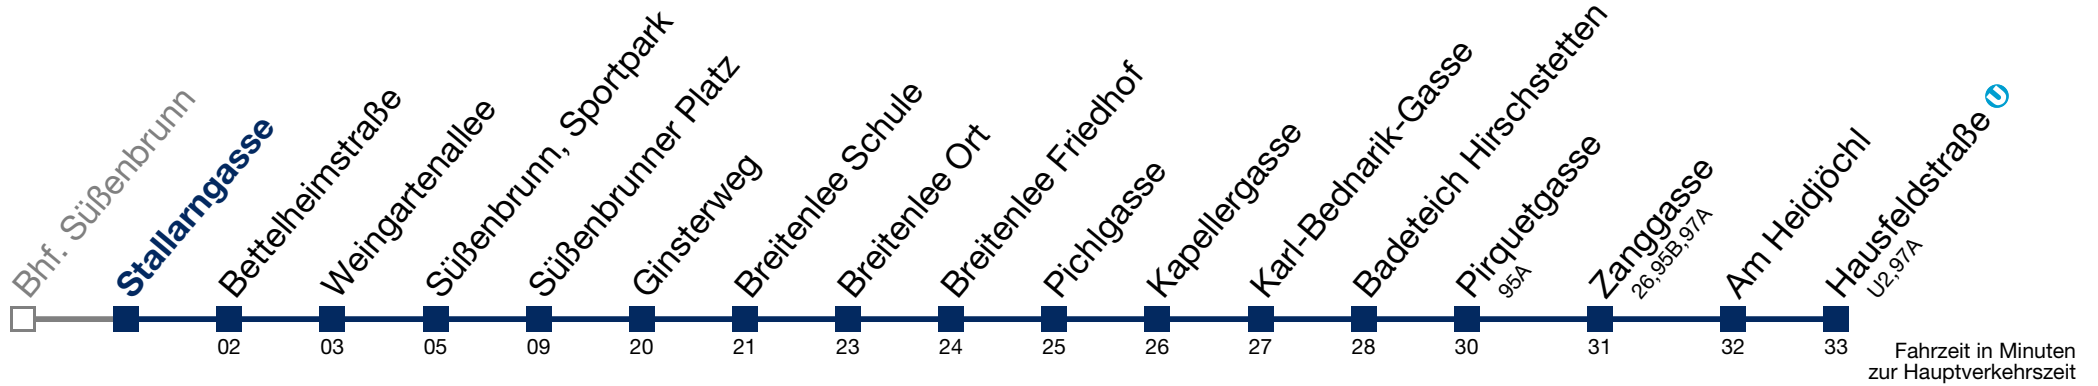 Bhf. Süßenbrunn
Stallarngasse
Bettelheimstraße
Weingartenallee
Süßenbrunn, Sportpark
Süßenbrunner Platz
Ginsterweg
Breitenlee Schule
Breitenlee Ort
Breitenlee Friedhof
Pichlgasse
Kapellergasse
Karl-Bednarik-Gasse
Badeteich Hirschstetten
Pirquetgasse
95A
Zanggasse
26,95B,97A
Am Heidjöchl
Hausfeldstraße U
U2,97A
02 03 05 09 20 21 23 24 25 26 27 28 30 31 32 33
Fahrzeit in Minuten
zur Hauptverkehrszeit